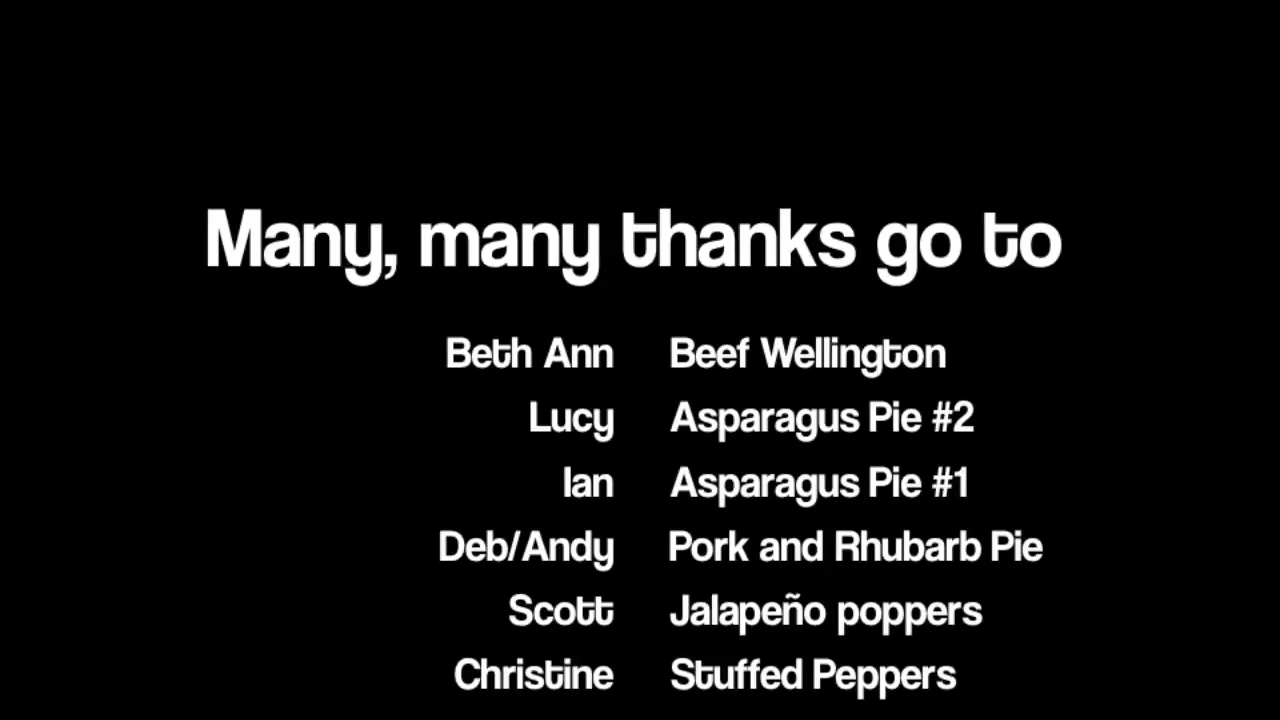 Many, many thanks go to
Beth Ann Beef Wellington
Lucy Asparagus Pie #2
Ian Asparagus Pie #1
Deb/Andy Pork and Rhubarb Pie
Scott Jalapeño poppers
Christine Stuffed Peppers